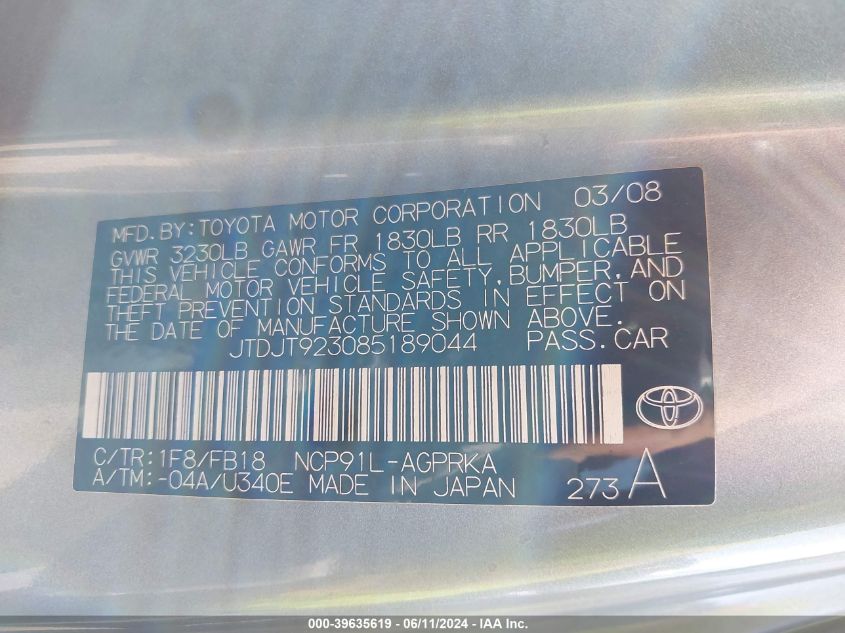 MFD.BY:TOYOTA MOTOR CORPORATION 03/08
GVWR 3230LB GAWR FR 1830LB RR 1830LB
THIS VEHICLE CONFORMS TO ALL APPLICABLE
FEDERAL MOTOR VEHICLE SAFETY,BUMPER,AND
THEFT PREVENTION STANDARDS IN EFFECT ON
THE DATE OF MANUFACTURE SHOWN ABOVE.
JTDJT923085189044 PASS.CAR
C/TR:1F8/FB18 NCP91L-AGPRKA
A/TM:-04A/U340E MADE IN JAPAN 273A
000-39635619 - 06/11/2024 - IAA Inc.